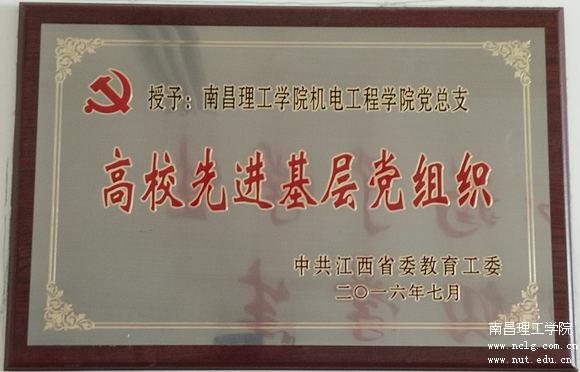 授予：南昌理工学院机电工程学院党总支
高校先进基层党组织
中共江西省委教育工委
二〇一六年七月
南昌理工学院
www.nclg.com.cn
www.nut.edu.cn